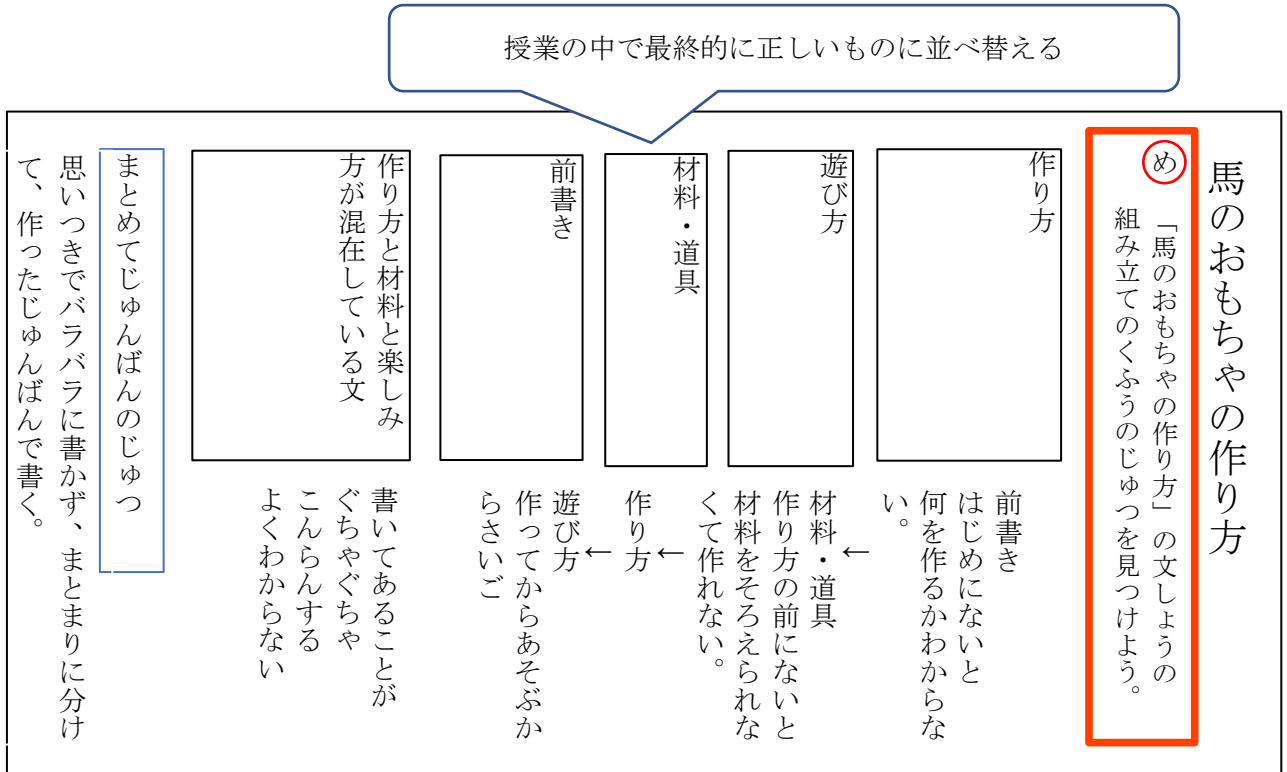 授業の中で最終的に正しいものに並べ替える
馬のおもちゃの作り方
め
「馬のおもちゃの作り方」の文しょうの
組み立てのくふうのじゅつを見つけよう。
作り方
遊び方
材料・道具
前書き
作り方と材料と楽しみ
方が混在している文
前書き
はじめにないと
何を作るかわからな
い。
←
材料・道具
作り方の前にないと
材料をそろえられな
くて作れない。
←
作り方
←
遊び方
作ってからあそぶか
らさいご
書いてあることが
ぐちゃぐちゃ
こんらんする
よくわからない
まとめてじゅんばんのじゅつ
思いつきでバラバラに書かず、まとまりに分け
て、作ったじゅんばんで書く。